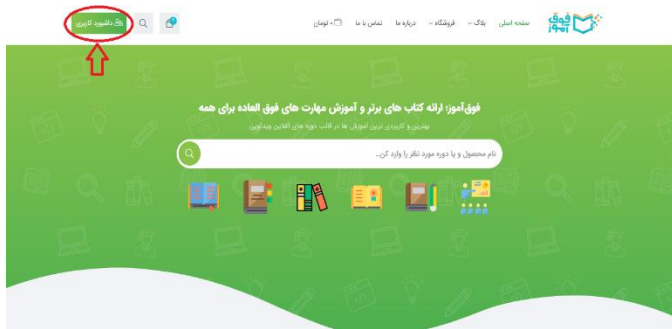 فوق آموز
صفحه اصلی
بلاگ
فروشگاه
درباره ما
تماس با ما
۰ تومان
داشبورد کاربری
فوق‌آموز؛ ارائه کتاب های برتر و آموزش مهارت های فوق العاده برای همه
بهترین و کاربردی ترین آموزش ها در قالب دوره های آفلاین ویدئویی
نام محصول و یا دوره مورد نظر را وارد کن..